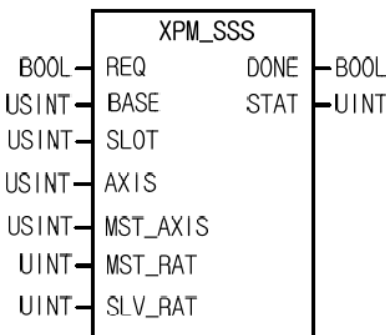 XPM_SSS
BOOL REQ DONE BOOL
USINT BASE STAT UINT
USINT SLOT
USINT AXIS
USINT MST_AXIS
UINT MST_RAT
UINT SLV_RAT